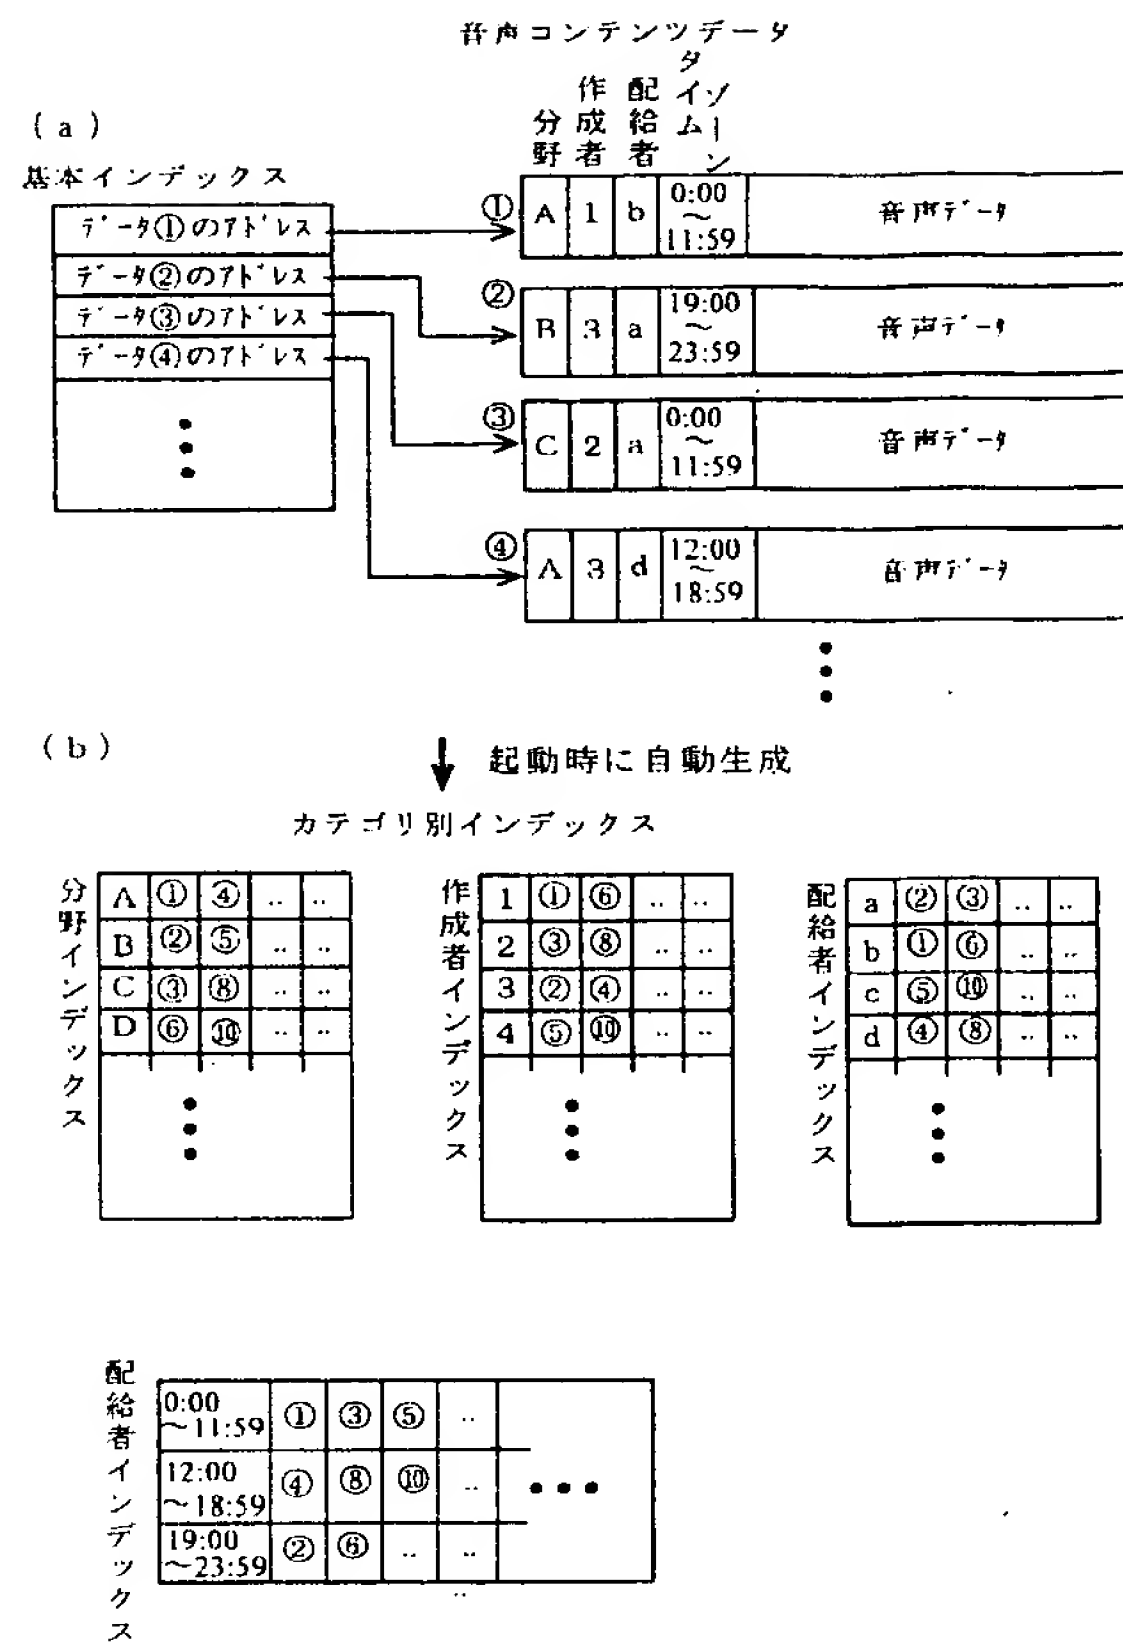 音声コンテンツデータ
(a)
分野
作成者
配給者
タイムゾーン
基本インデックス
データ①のアドレス
データ②のアドレス
データ③のアドレス
データ④のアドレス
① A 1 b 0:00～11:59 音声データ
② B 3 a 19:00～23:59 音声データ
③ C 2 a 0:00～11:59 音声データ
④ A 3 d 12:00～18:59 音声データ
(b)
起動時に自動生成
カテゴリ別インデックス
分野インデックス
A ① ④ ‥ ‥
B ② ⑤ ‥ ‥
C ③ ⑧ ‥ ‥
D ⑥ ⑩ ‥ ‥
作成者インデックス
1 ① ⑥ ‥ ‥
2 ③ ⑧ ‥ ‥
3 ② ④ ‥ ‥
4 ⑤ ⑩ ‥ ‥
配給者インデックス
a ② ③ ‥ ‥
b ① ⑥ ‥ ‥
c ⑤ ⑩ ‥ ‥
d ④ ⑧ ‥ ‥
配給者インデックス
0:00～11:59 ① ③ ⑤ ‥
12:00～18:59 ④ ⑧ ⑩ ‥
19:00～23:59 ② ⑥ ‥ ‥